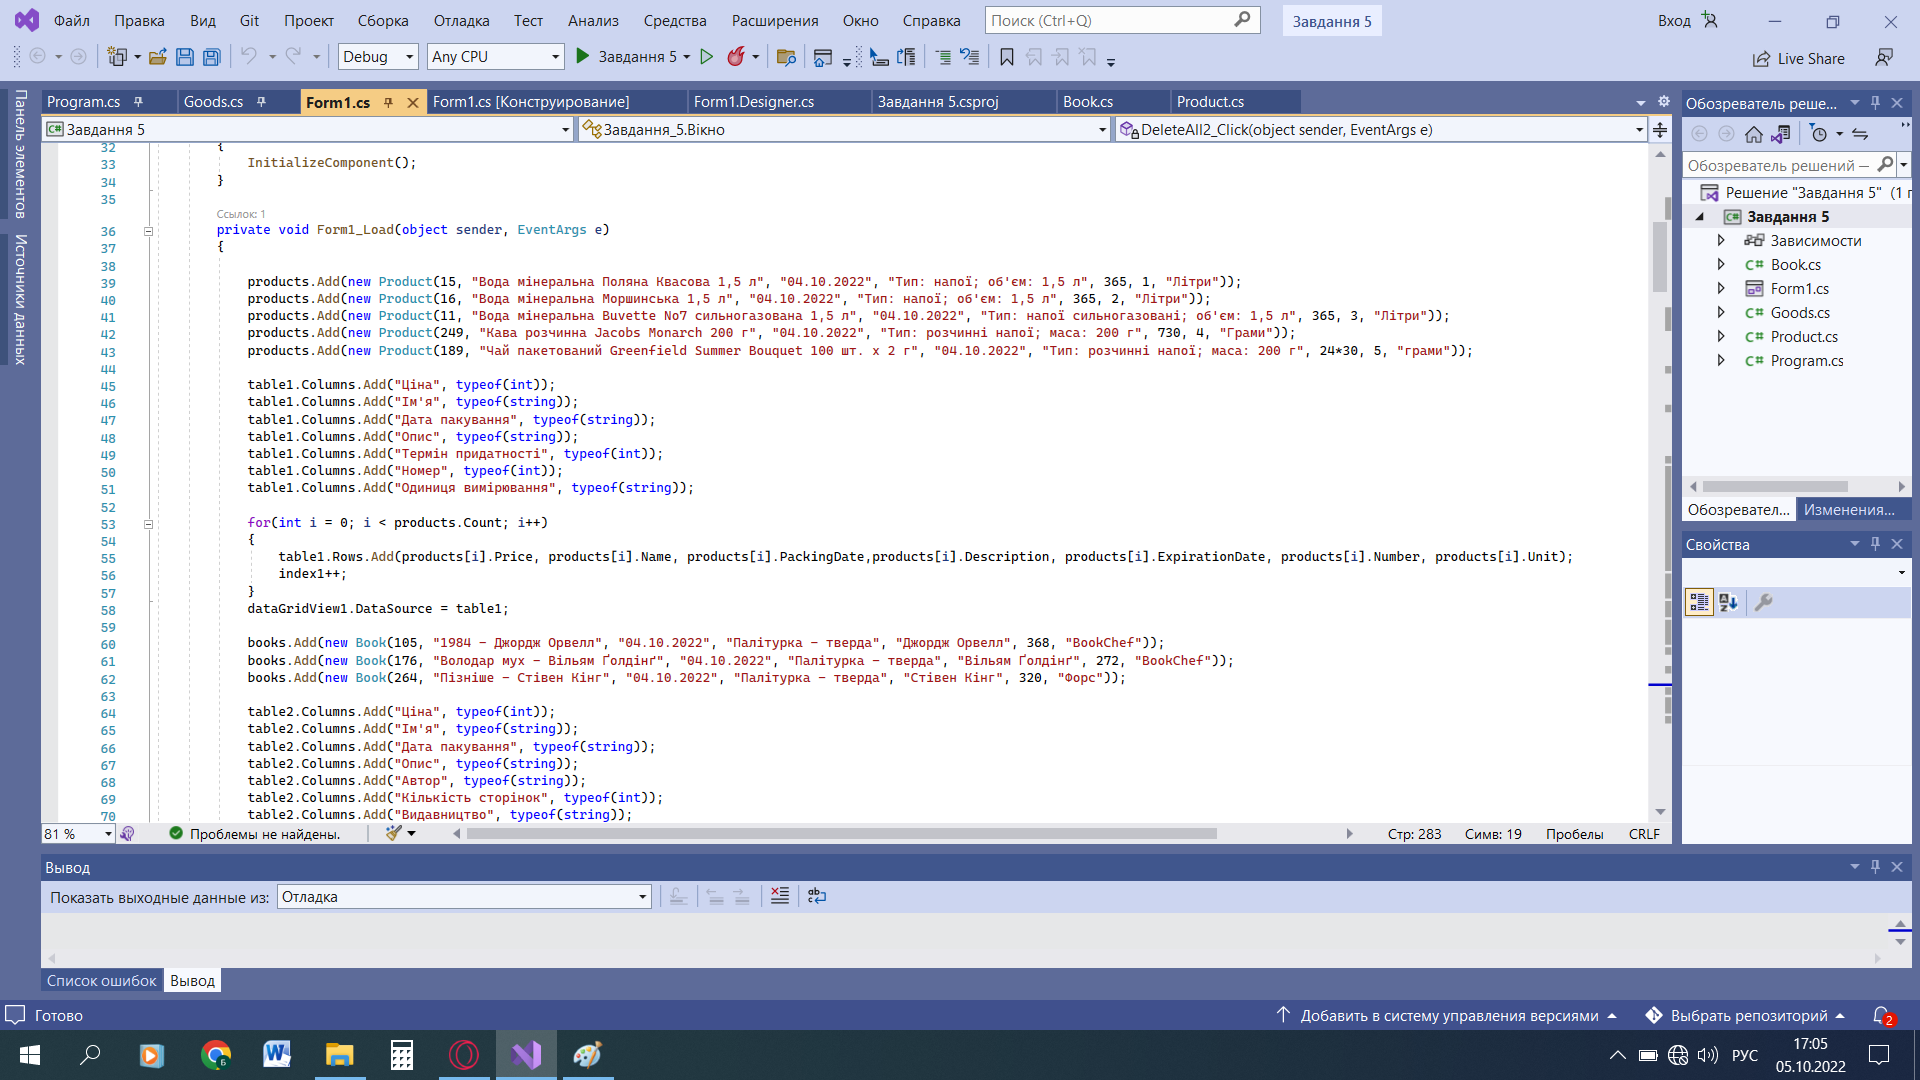 Файл Правка Вид Git Проект Сборка Отладка Тест Анализ Средства Расширения Окно Справка Поиск (Ctrl+Q) Завдання 5 Вход
Debug Any CPU Завдання 5 Live Share
Program.cs Goods.cs Form1.cs Form1.cs [Конструирование] Form1.Designer.cs Завдання 5.csproj Book.cs Product.cs
Завдання 5 Завдання_5.Вікно DeleteAll2_Click(object sender, EventArgs e)
Панель элементов
Источники данных
32 {
33 InitializeComponent();
34 }
35
Ссылок: 1
36 private void Form1_Load(object sender, EventArgs e)
37 {
38
39 products.Add(new Product(15, "Вода мінеральна Поляна Квасова 1,5 л", "04.10.2022", "Тип: напої; об'єм: 1,5 л", 365, 1, "Літри"));
40 products.Add(new Product(16, "Вода мінеральна Моршинська 1,5 л", "04.10.2022", "Тип: напої; об'єм: 1,5 л", 365, 2, "Літри"));
41 products.Add(new Product(11, "Вода мінеральна Buvette No7 сильногазована 1,5 л", "04.10.2022", "Тип: напої сильногазовані; об'єм: 1,5 л", 365, 3, "Літри"));
42 products.Add(new Product(249, "Кава розчинна Jacobs Monarch 200 г", "04.10.2022", "Тип: розчинні напої; маса: 200 г", 730, 4, "Грами"));
43 products.Add(new Product(189, "Чай пакетований Greenfield Summer Bouquet 100 шт. х 2 г", "04.10.2022", "Тип: розчинні напої; маса: 200 г", 24*30, 5, "грами"));
44
45 table1.Columns.Add("Ціна", typeof(int));
46 table1.Columns.Add("Ім'я", typeof(string));
47 table1.Columns.Add("Дата пакування", typeof(string));
48 table1.Columns.Add("Опис", typeof(string));
49 table1.Columns.Add("Термін придатності", typeof(int));
50 table1.Columns.Add("Номер", typeof(int));
51 table1.Columns.Add("Одиниця вимірювання", typeof(string));
52
53 for(int i = 0; i < products.Count; i++)
54 {
55 table1.Rows.Add(products[i].Price, products[i].Name, products[i].PackingDate,products[i].Description, products[i].ExpirationDate, products[i].Number, products[i].Unit);
56 index1++;
57 }
58 dataGridView1.DataSource = table1;
59
60 books.Add(new Book(105, "1984 - Джордж Орвелл", "04.10.2022", "Палітурка - тверда", "Джордж Орвелл", 368, "BookChef"));
61 books.Add(new Book(176, "Володар мух - Вільям Ґолдінґ", "04.10.2022", "Палітурка - тверда", "Вільям Ґолдінґ", 272, "BookChef"));
62 books.Add(new Book(264, "Пізніше - Стівен Кінг", "04.10.2022", "Палітурка - тверда", "Стівен Кінг", 320, "Форс"));
63
64 table2.Columns.Add("Ціна", typeof(int));
65 table2.Columns.Add("Ім'я", typeof(string));
66 table2.Columns.Add("Дата пакування", typeof(string));
67 table2.Columns.Add("Опис", typeof(string));
68 table2.Columns.Add("Автор", typeof(string));
69 table2.Columns.Add("Кількість сторінок", typeof(int));
70 table2.Columns.Add("Видавництво", typeof(string));
81 % Проблемы не найдены. Стр: 283 Симв: 19 Пробелы CRLF
Обозреватель реше...
Обозреватель решений –
Решение "Завдання 5" (1 г
Завдання 5
Зависимости
Book.cs
Form1.cs
Goods.cs
Product.cs
Program.cs
Обозревател... Изменения...
Свойства
Вывод
Показать выходные данные из: Отладка
Список ошибок Вывод
Готово Добавить в систему управления версиями Выбрать репозиторий 2
РУС 17:05
05.10.2022